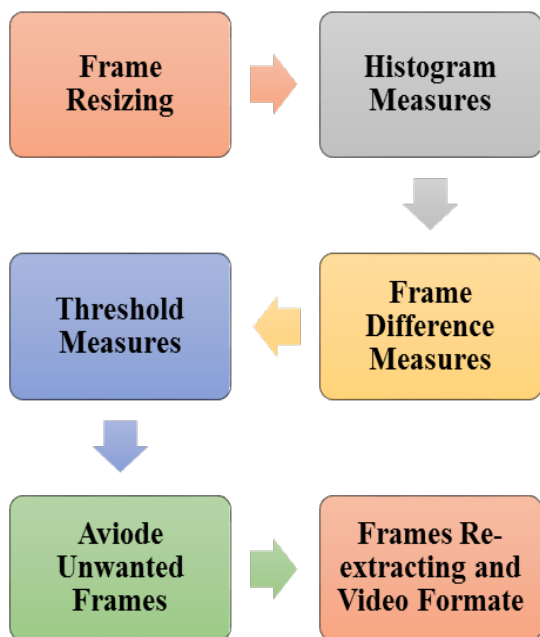 Frame
Resizing
Histogram
Measures
Frame
Difference
Measures
Threshold
Measures
Aviode
Unwanted
Frames
Frames Re-
extracting and
Video Formate